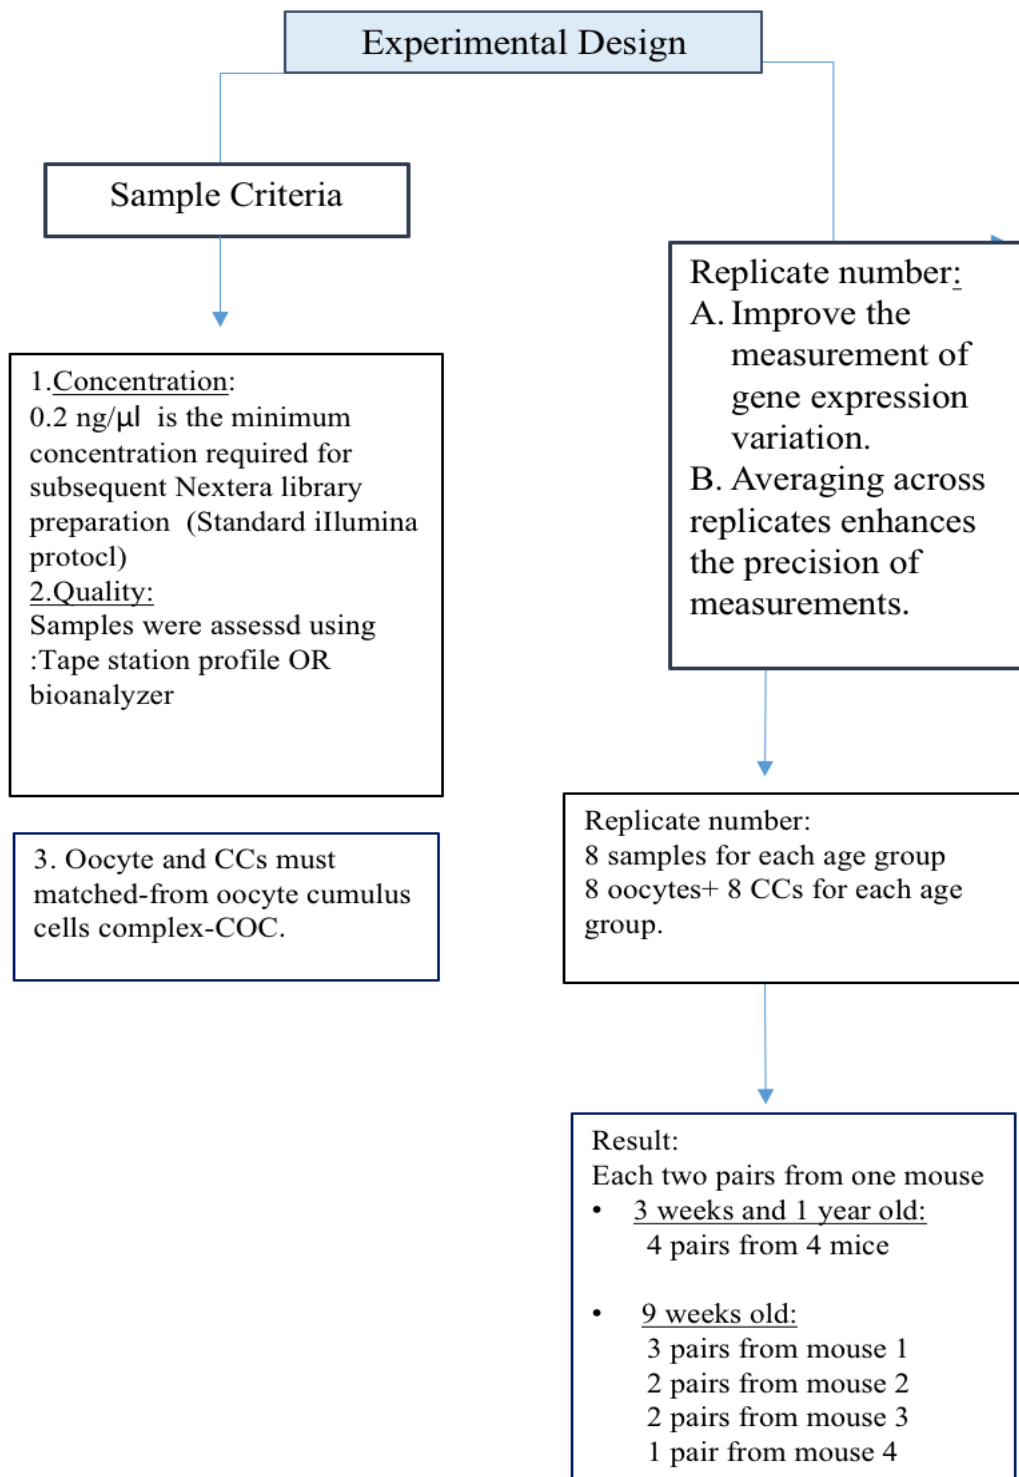 Experimental Design
Sample Criteria
1.Concentration:
0.2 ng/μl is the minimum
concentration required for
subsequent Nextera library
preparation (Standard iIlumina
protocl)
2.Quality:
Samples were assessd using
:Tape station profile OR
bioanalyzer
3. Oocyte and CCs must
matched-from oocyte cumulus
cells complex-COC.
Replicate number:
A. Improve the
measurement of
gene expression
variation.
B. Averaging across
replicates enhances
the precision of
measurements.
Replicate number:
8 samples for each age group
8 oocytes+ 8 CCs for each age
group.
Result:
Each two pairs from one mouse
• 3 weeks and 1 year old:
4 pairs from 4 mice
• 9 weeks old:
3 pairs from mouse 1
2 pairs from mouse 2
2 pairs from mouse 3
1 pair from mouse 4